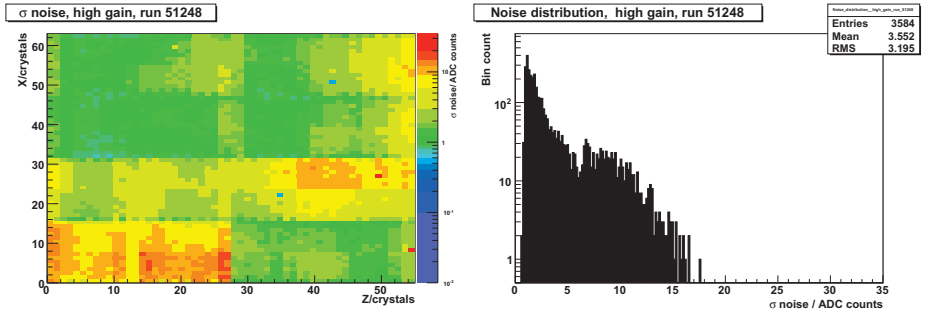 σ noise, high gain, run 51248
X/crystals
60
50
40
30
20
10
0
0 10 20 30 40 50
Z/crystals
10
1
10⁻¹
10⁻²
σ noise/ ADC counts
Noise distribution, high gain, run 51248
Noise_distribution__high_gain_run_51248
Entries 3584
Mean 3.552
RMS 3.195
Bin count
10²
10
1
0 5 10 15 20 25 30 35
σ noise / ADC counts